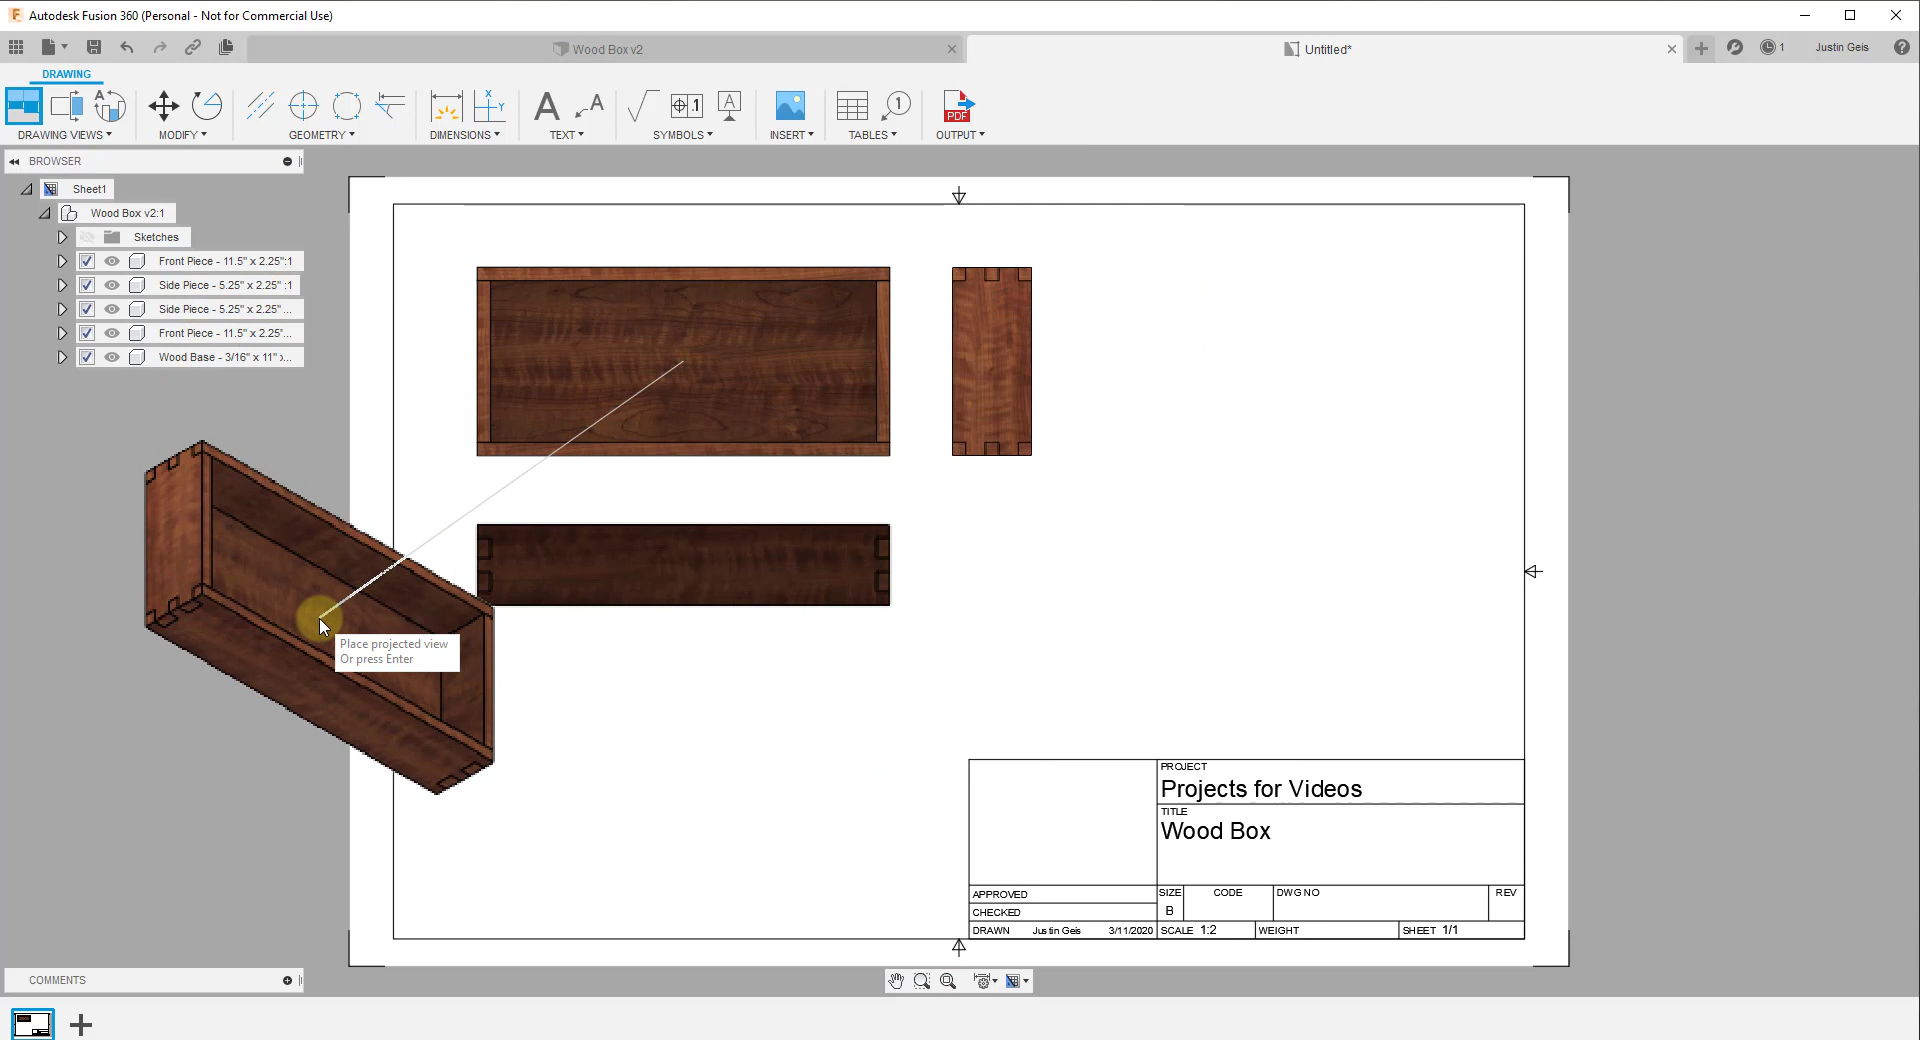 Autodesk Fusion 360 (Personal - Not for Commercial Use)
Wood Box v2
Untitled*
1
Justin Geis
DRAWING
DRAWING VIEWS
MODIFY
GEOMETRY
DIMENSIONS
TEXT
SYMBOLS
INSERT
TABLES
OUTPUT
BROWSER
Sheet1
Wood Box v2:1
Sketches
Front Piece - 11.5" x 2.25":1
Side Piece - 5.25" x 2.25" :1
Side Piece - 5.25" x 2.25" ...
Front Piece - 11.5" x 2.25"...
Wood Base - 3/16" x 11" x...
Place projected view
Or press Enter
PROJECT
Projects for Videos
TITLE
Wood Box
APPROVED
CHECKED
DRAWN Justin Geis 3/11/2020
SIZE
B
CODE
DWG NO
REV
SCALE 1:2
WEIGHT
SHEET 1/1
COMMENTS